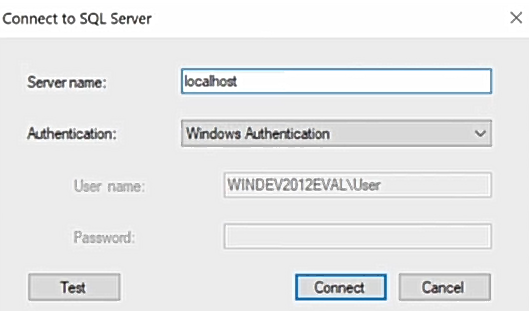 Connect to SQL Server
Server name:
localhost
Authentication:
Windows Authentication
User name:
WINDEV2012EVAL\User
Password:
Test
Connect
Cancel